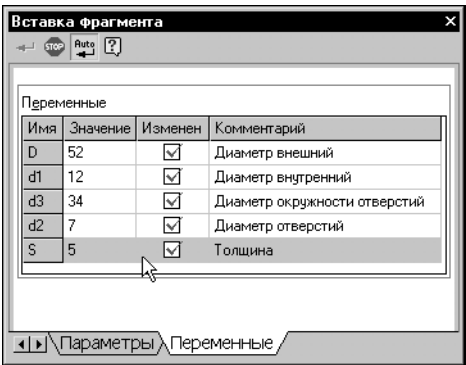 Вставка фрагмента
STOP Auto
Переменные
Имя Значение Изменен Комментарий
D 52 Диаметр внешний
d1 12 Диаметр внутренний
d3 34 Диаметр окружности отверстий
d2 7 Диаметр отверстий
S 5 Толщина
Параметры Переменные